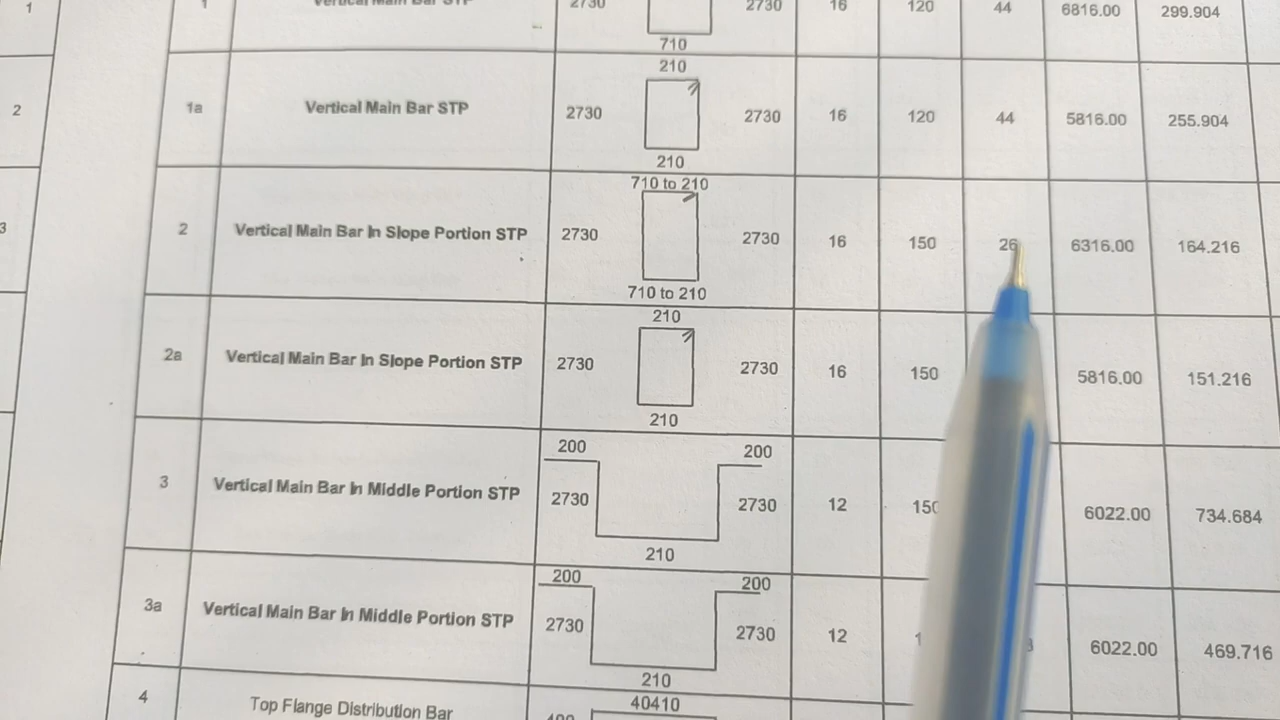 1
1 Vertical Main Bar STP 2730 2730 16 120 44 6816.00 299.904
710
210
2
1a Vertical Main Bar STP 2730 2730 16 120 44 5816.00 255.904
210
710 to 210
3
2 Vertical Main Bar In Slope Portion STP 2730 2730 16 150 26 6316.00 164.216
710 to 210
210
2a Vertical Main Bar In Slope Portion STP 2730 2730 16 150 5816.00 151.216
210
200 200
3 Vertical Main Bar In Middle Portion STP 2730 2730 12 150 6022.00 734.684
210
200 200
3a Vertical Main Bar In Middle Portion STP 2730 2730 12 6022.00 469.716
210
40410
4 Top Flange Distribution Bar